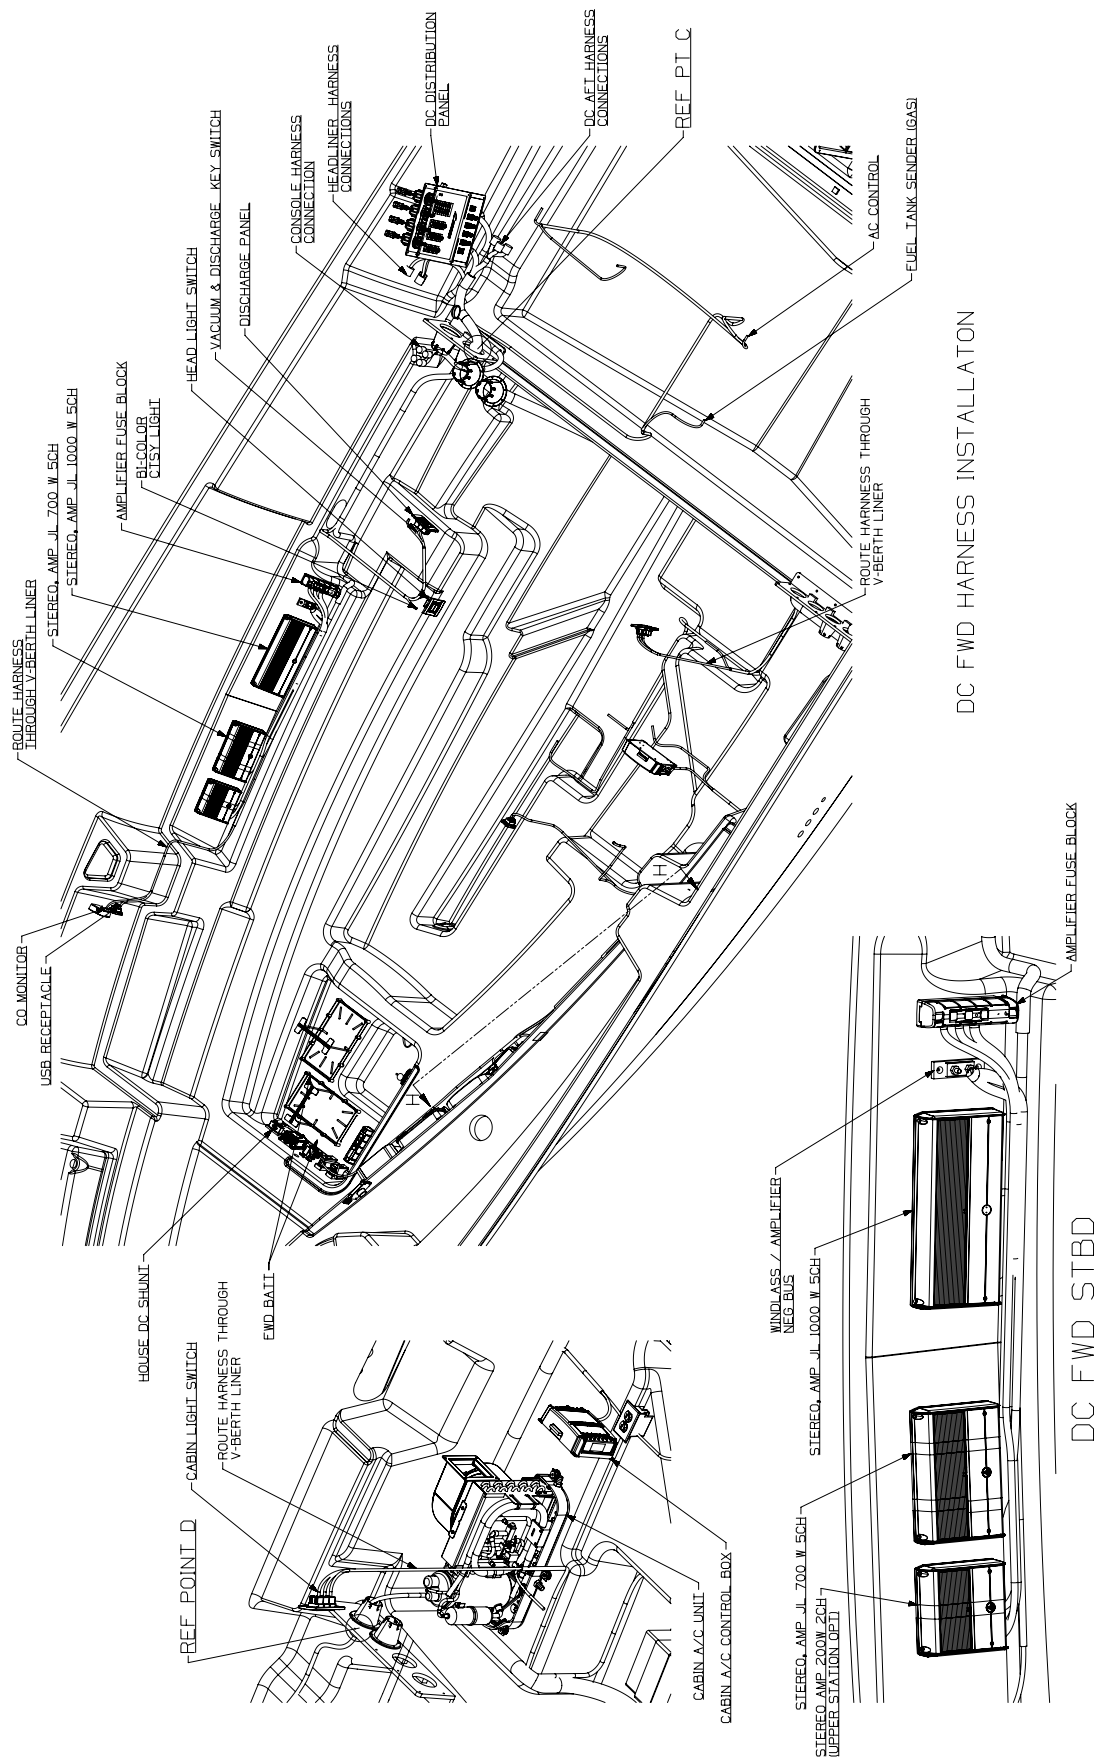 CO MONITOR
USB RECEPTACLE
ROUTE HARNESS
THROUGH V-BERTH LINER
STEREO, AMP JL 700 W 5CH
STEREO, AMP JL 1000 W 5CH
AMPLIFIER FUSE BLOCK
BI-COLOR
CTSY LIGHT
HEAD LIGHT SWITCH
VACUUM & DISCHARGE KEY SWITCH
DISCHARGE PANEL
CONSOLE HARNESS
CONNECTION
HEADLINER HARNESS
CONNECTIONS
DC DISTRIBUTION
PANEL
DC AFT HARNESS
CONNECTIONS
REF PT C
AC CONTROL
FUEL TANK SENDER (GAS)
ROUTE HARNNESS THROUGH
V-BERTH LINER
H
H
HOUSE DC SHUNT
FWD BATT
DC FWD HARNESS INSTALLATON
REF POINT D
CABIN LIGHT SWITCH
ROUTE HARNESS THROUGH
V-BERTH LINER
CABIN A/C UNIT
CABIN A/C CONTROL BOX
STEREO AMP 200W 2CH
(UPPER STATION OPT)
STEREO, AMP JL 700 W 5CH
STEREO, AMP JL 1000 W 5CH
WINDLASS / AMPLIFIER
NEG BUS
AMPLIFIER FUSE BLOCK
DC FWD STBD